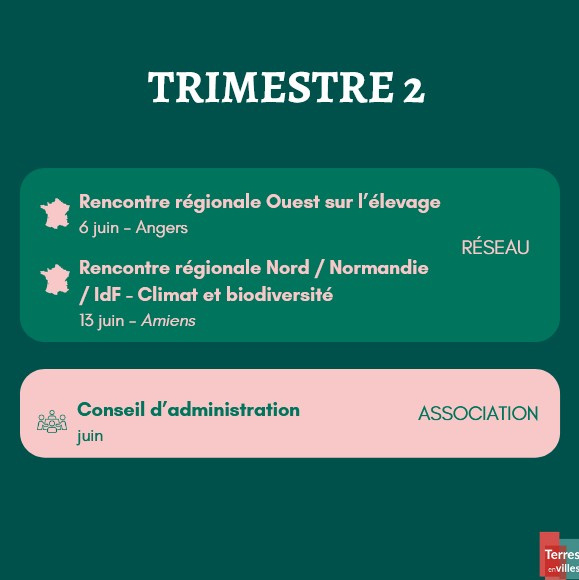 TRIMESTRE 2
Rencontre régionale Ouest sur l'élevage
6 juin - Angers
RÉSEAU
Rencontre régionale Nord / Normandie
/ IdF - Climat et biodiversité
13 juin - Amiens
Conseil d'administration
juin
ASSOCIATION
Terres
en villes